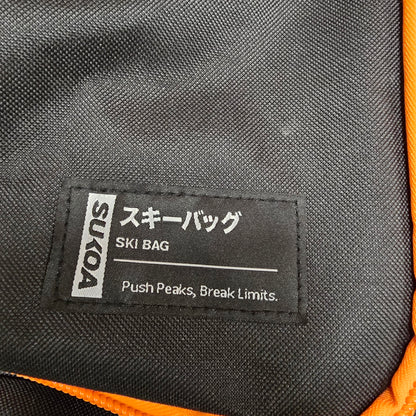 SUKOA
スキーバッグ
SKI BAG
Push Peaks, Break Limits.